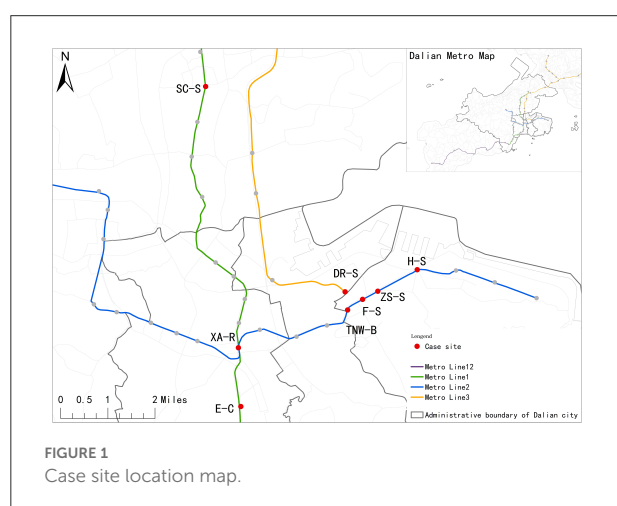 N
Dalian Metro Map
SC-S
H-S
DR-S
ZS-S
F-S
TNW-B
XA-R
E-C
Legend
Case site
Metro Line12
Metro Line1
Metro Line2
Metro Line3
Administrative boundary of Dalian city
0 0.5 1 2 Miles
FIGURE 1
Case site location map.